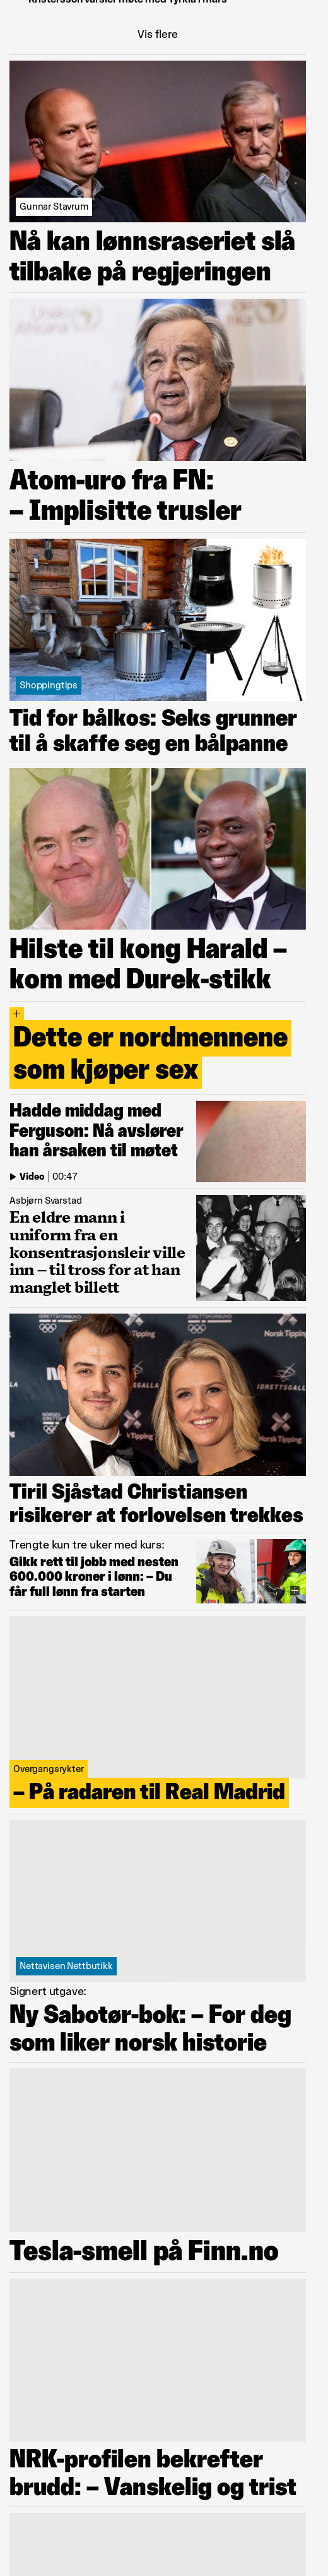 Vis flere
Gunnar Stavrum
Nå kan lønnsraseriet slå
tilbake på regjeringen
Atom-uro fra FN:
– Implisitte trusler
Shoppingtips
Tid for bålkos: Seks grunner
til å skaffe seg en bålpanne
Hilste til kong Harald –
kom med Durek-stikk
Dette er nordmennene
som kjøper sex
Hadde middag med
Ferguson: Nå avslører
han årsaken til møtet
Video | 00:47
Asbjørn Svarstad
En eldre mann i
uniform fra en
konsentrasjonsleir ville
inn – til tross for at han
manglet billett
Norsk Tipping
Tiril Sjåstad Christiansen
risikerer at forlovelsen trekkes
Trengte kun tre uker med kurs:
Gikk rett til jobb med nesten
600.000 kroner i lønn: – Du
får full lønn fra starten
Overgangsrykter
– På radaren til Real Madrid
Nettavisen Nettbutikk
Signert utgave:
Ny Sabotør-bok: – For deg
som liker norsk historie
Tesla-smell på Finn.no
NRK-profilen bekrefter
brudd: – Vanskelig og trist